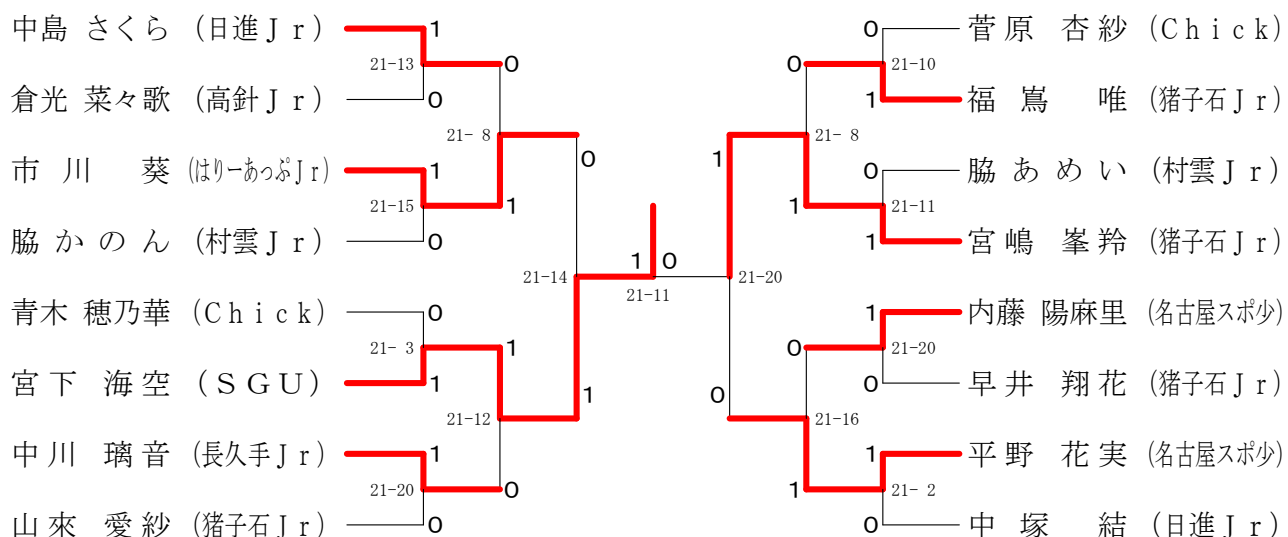 中島 さくら (日進Ｊｒ) 1 0 菅原 杏紗 (Ｃｈｉｃｋ)
21-13 0 0 21-10
倉光 菜々歌 (高針Ｊｒ) 0 1 福嶌 唯 (猪子石Ｊｒ)
21- 8 21- 8
市川 葵 (はりーあっぷＪｒ) 1 0 1 0 脇 あめい (村雲Ｊｒ)
21-15 1 1 21-11
脇 かのん (村雲Ｊｒ) 0 1 宮嶋 峯羚 (猪子石Ｊｒ)
21-14 1 0 21-20
21-11
青木 穂乃華 (Ｃｈｉｃｋ) 0 1 内藤 陽麻里 (名古屋スポ少)
21- 3 1 0 21-20
宮下 海空 (ＳＧＵ) 1 1 0 0 早井 翔花 (猪子石Ｊｒ)
21-12 21-16
中川 璃音 (長久手Ｊｒ) 1 1 平野 花実 (名古屋スポ少)
21-20 0 1 21- 2
山來 愛紗 (猪子石Ｊｒ) 0 0 中塚 結 (日進Ｊｒ)